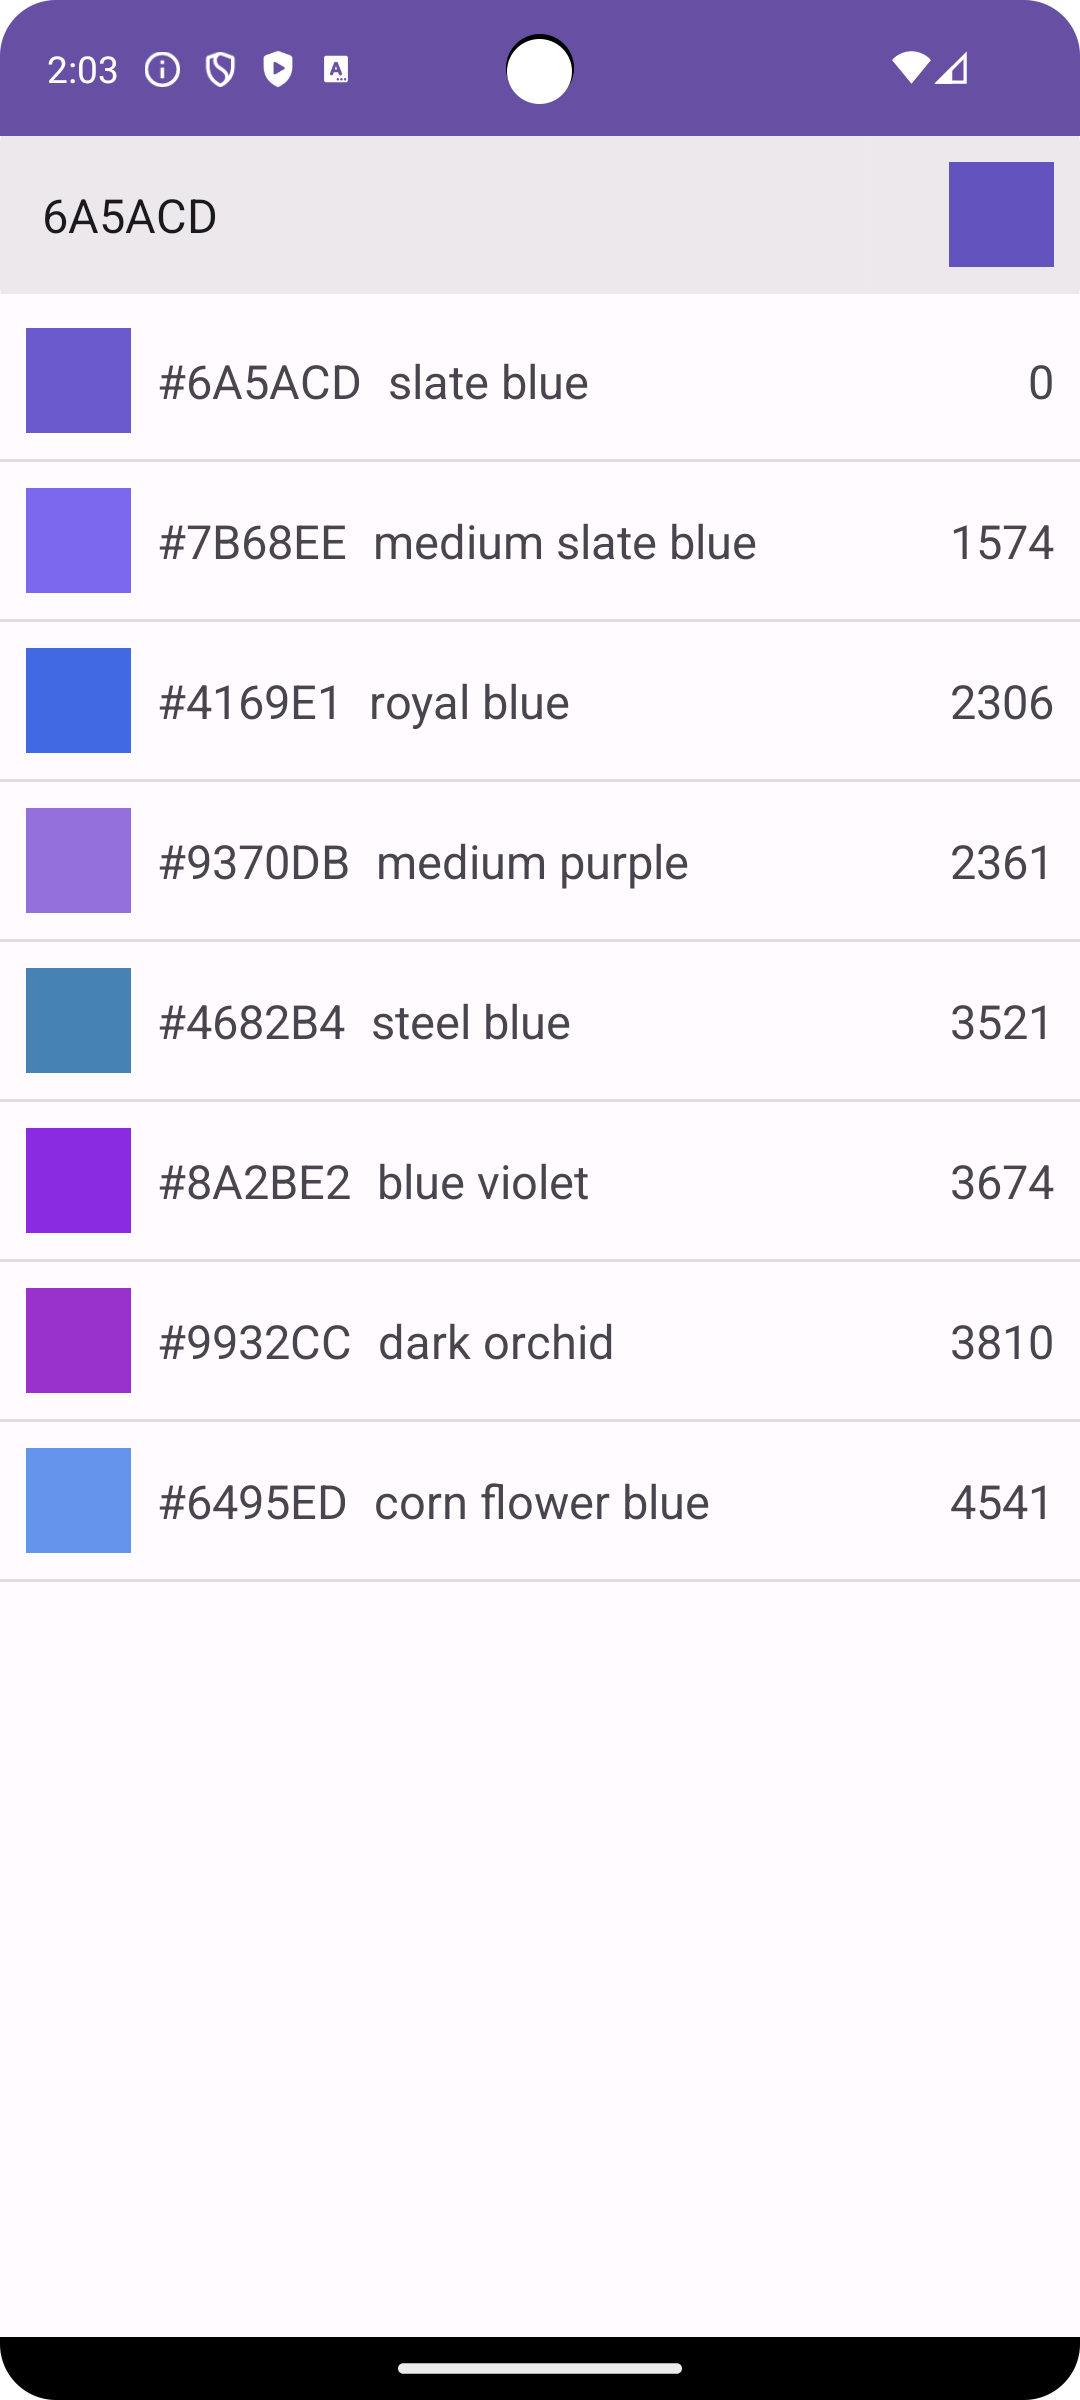 2:03
6A5ACD
#6A5ACD slate blue 0
#7B68EE medium slate blue 1574
#4169E1 royal blue 2306
#9370DB medium purple 2361
#4682B4 steel blue 3521
#8A2BE2 blue violet 3674
#9932CC dark orchid 3810
#6495ED corn flower blue 4541